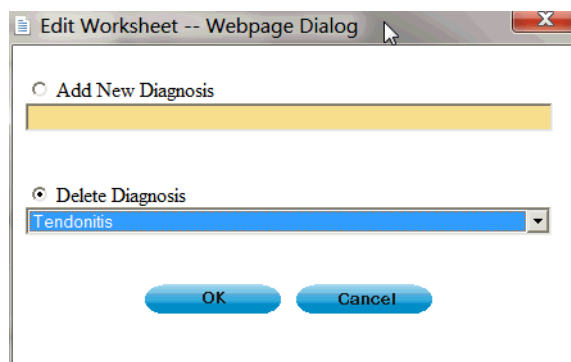 Edit Worksheet -- Webpage Dialog
Add New Diagnosis
Delete Diagnosis
Tendonitis
OK Cancel